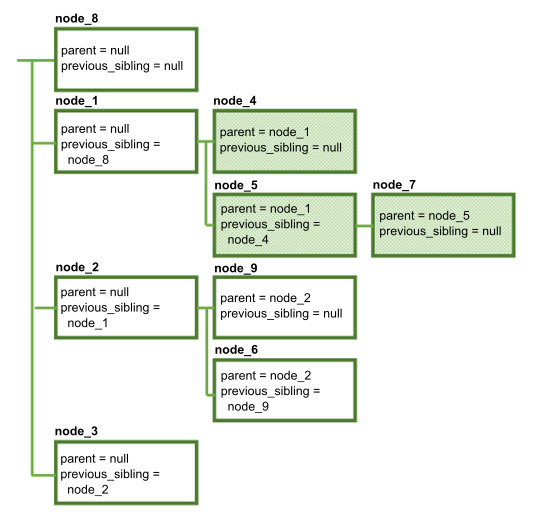 node_8
parent = null
previous_sibling = null
node_1
parent = null
previous_sibling =
node_8
node_4
parent = node_1
previous_sibling = null
node_5
parent = node_1
previous_sibling =
node_4
node_7
parent = node_5
previous_sibling = null
node_2
parent = null
previous_sibling =
node_1
node_9
parent = node_2
previous_sibling = null
node_6
parent = node_2
previous_sibling =
node_9
node_3
parent = null
previous_sibling =
node_2